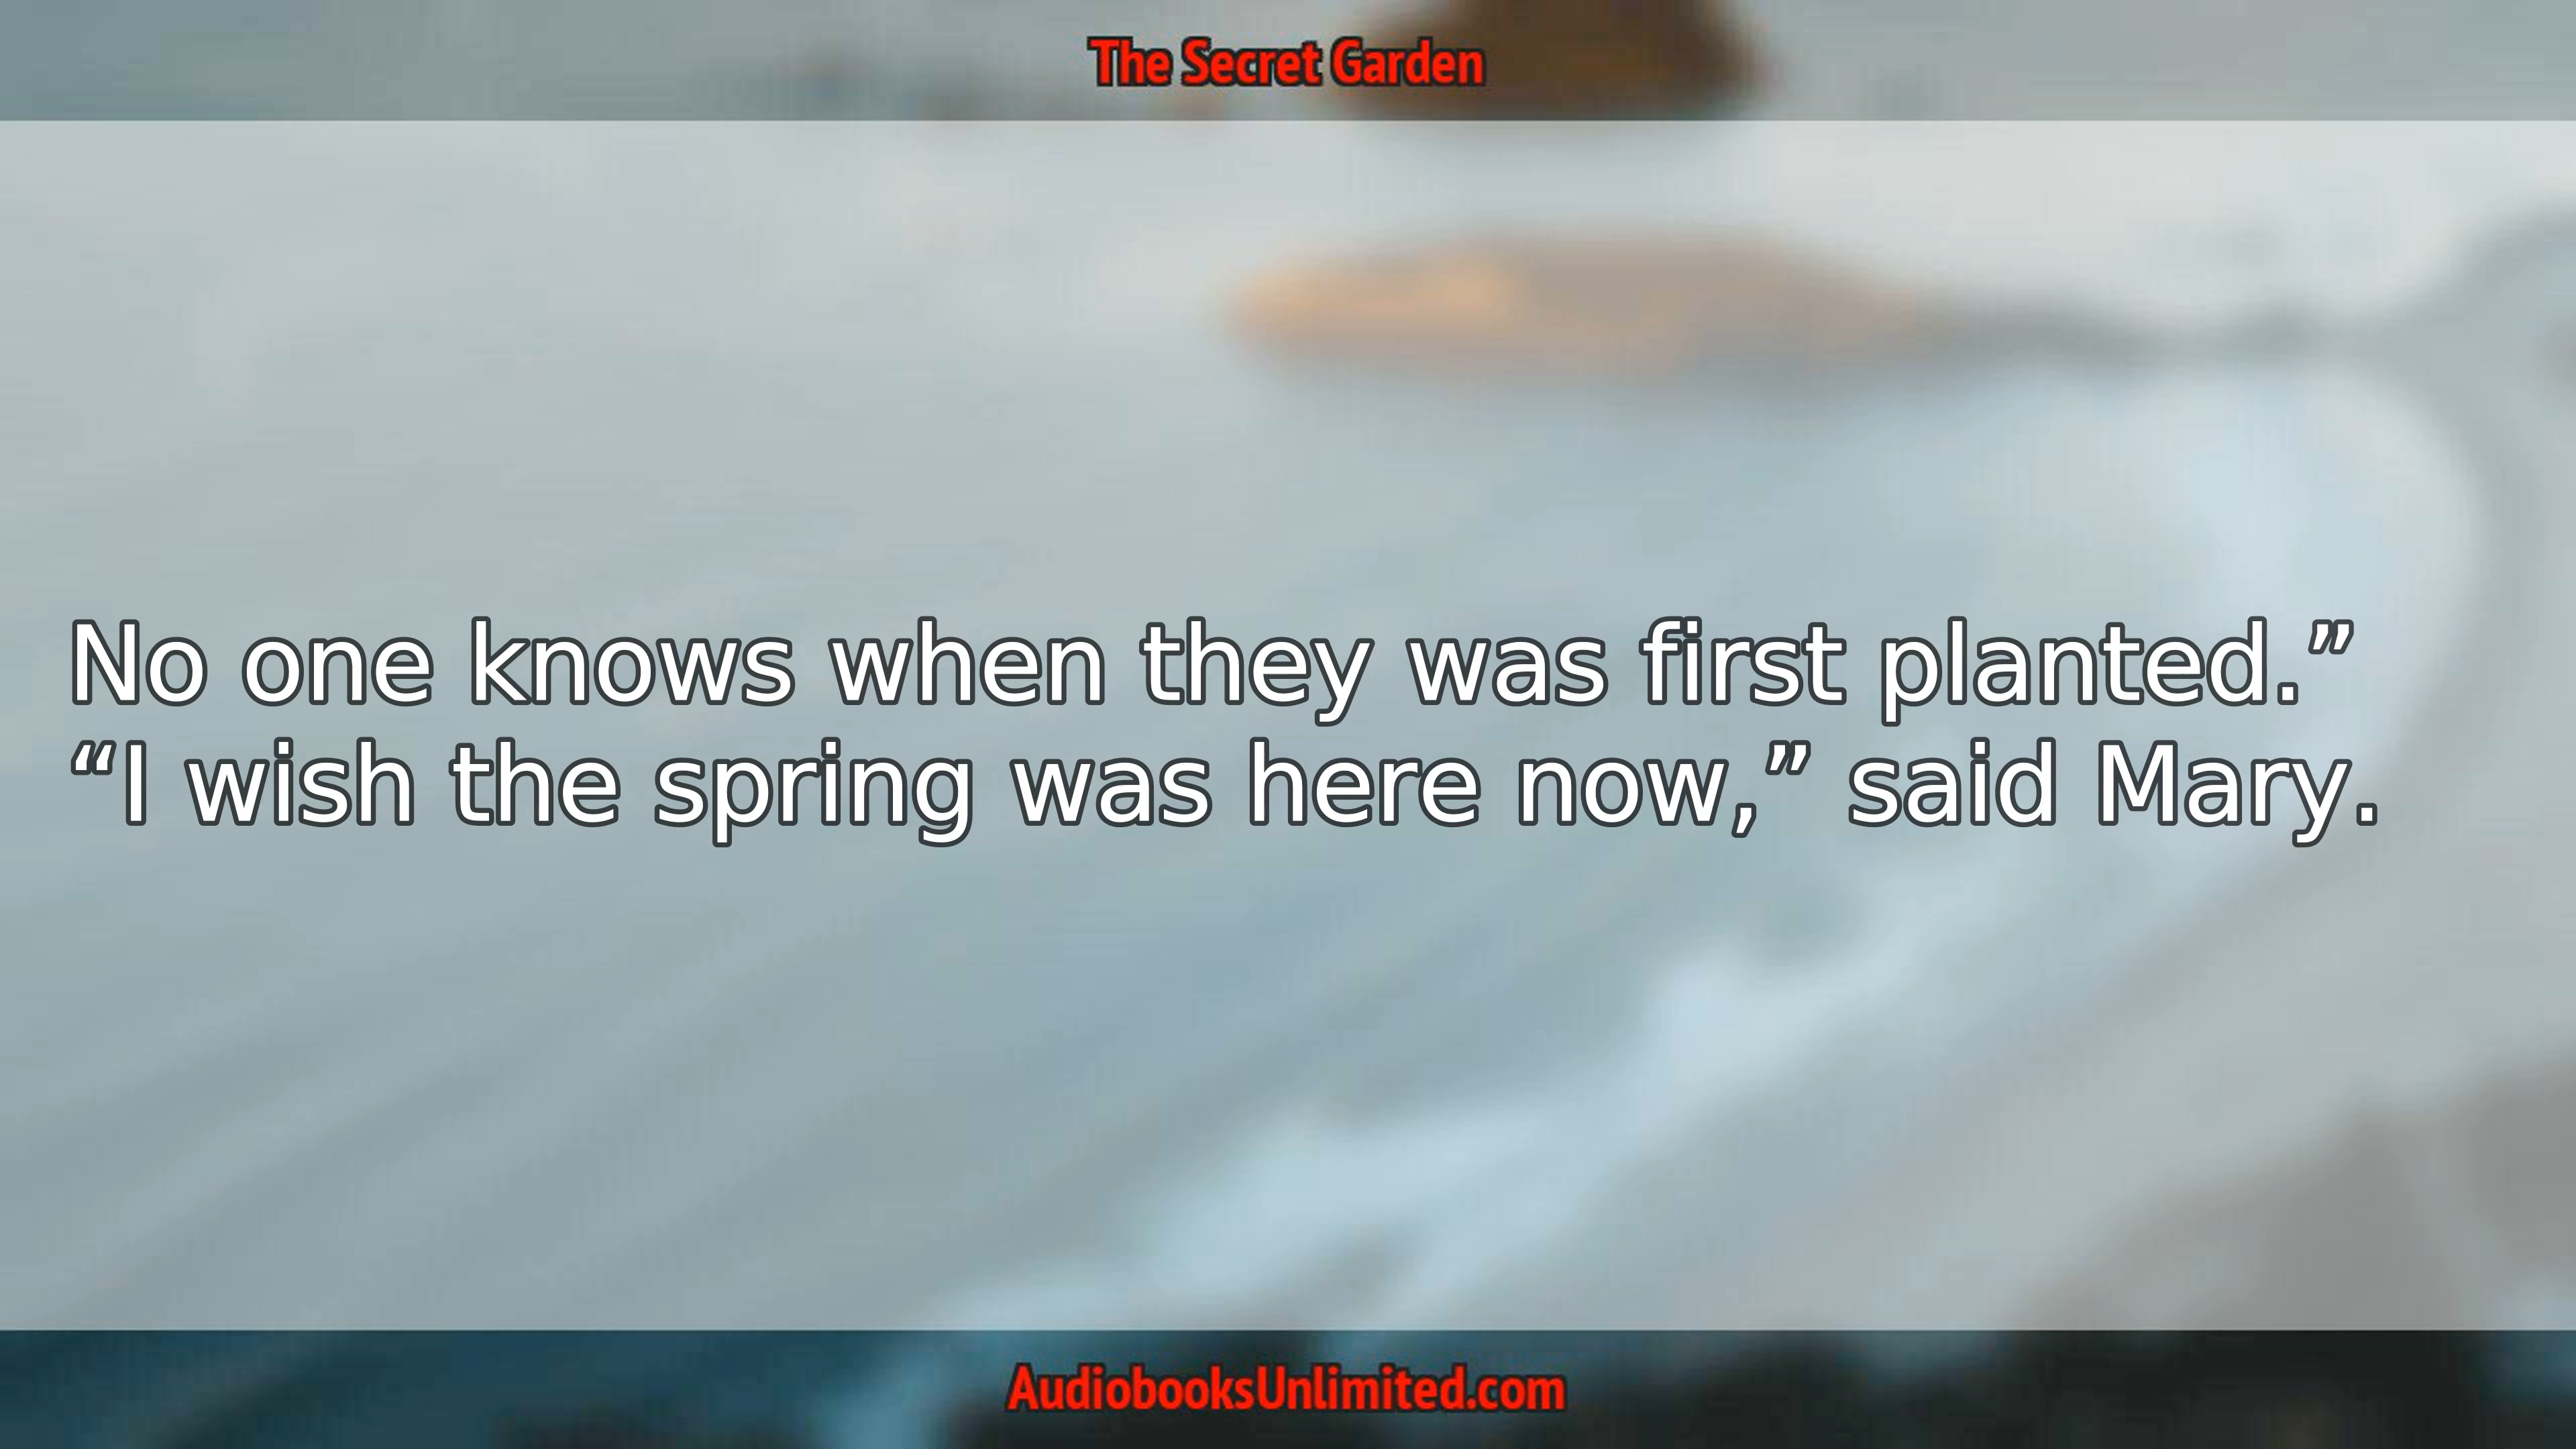 The Secret Garden
No one knows when they was first planted.”
“I wish the spring was here now,” said Mary.
AudiobooksUnlimited.com